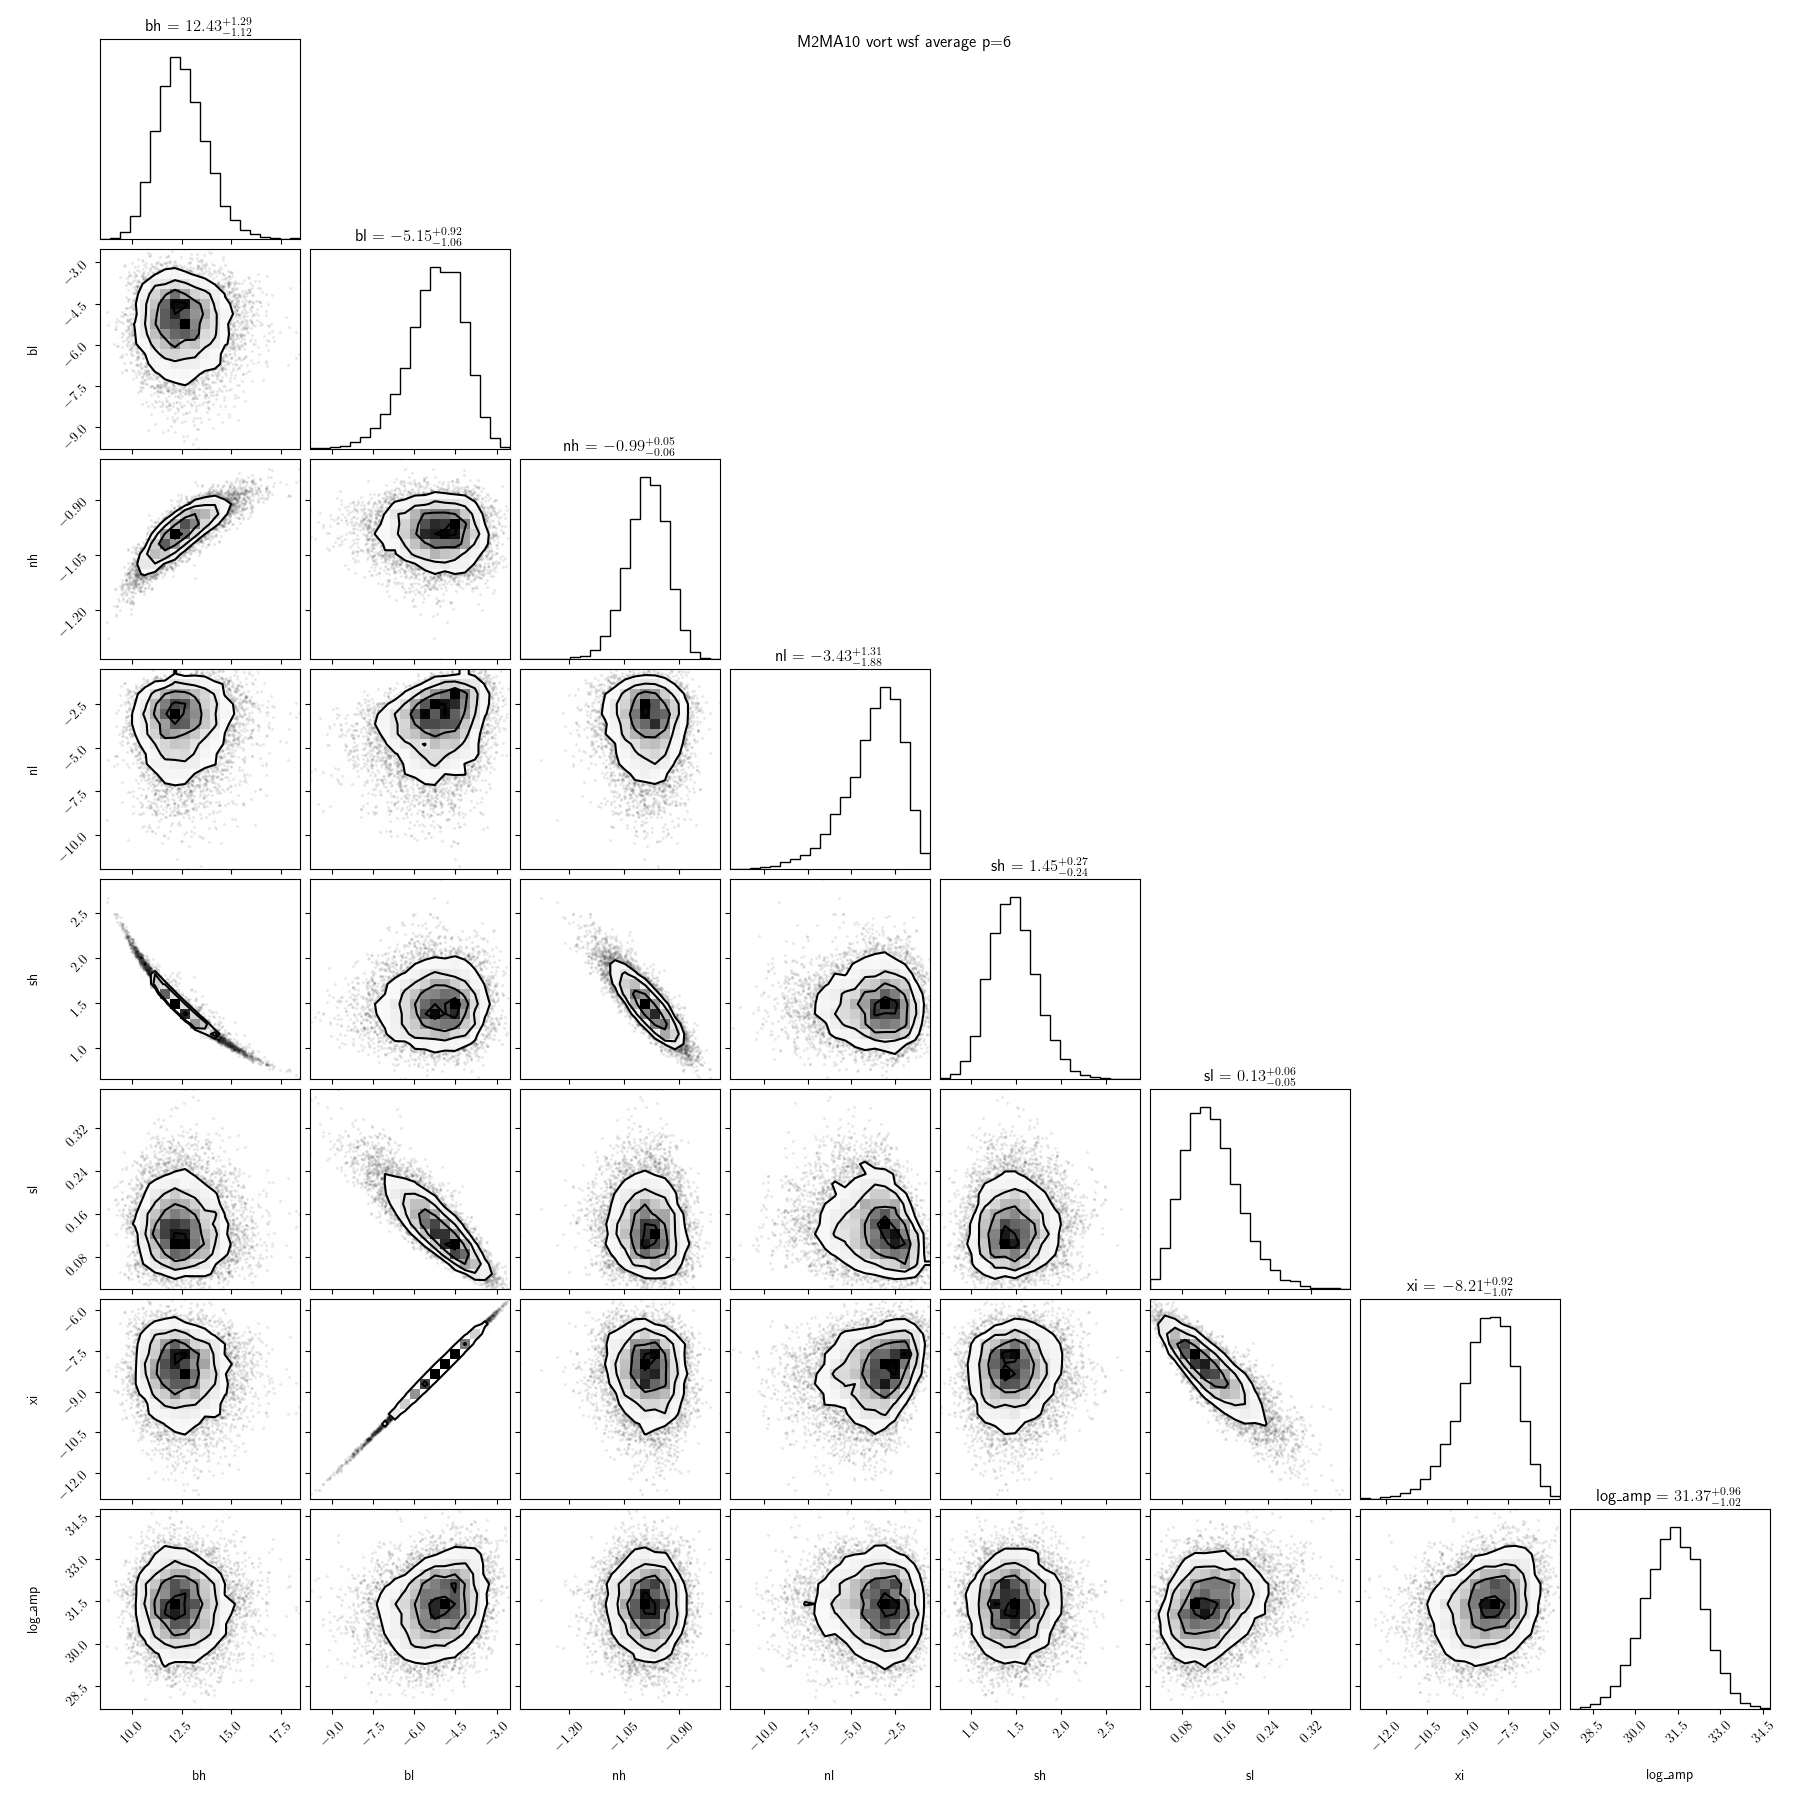 bh = 12.43+1.29−1.12
M2MA10 vort wsf average p=6
bl = −5.15+0.92−1.06
−3.0
−4.5
−6.0
−7.5
−9.0
bl
nh = −0.99+0.05−0.06
−0.90
−1.05
−1.20
nh
nl = −3.43+1.31−1.88
−2.5
−5.0
−7.5
−10.0
nl
sh = 1.45+0.27−0.24
2.5
2.0
1.5
1.0
sh
sl = 0.13+0.06−0.05
0.32
0.24
0.16
0.08
sl
xi = −8.21+0.92−1.07
−6.0
−7.5
−9.0
−10.5
−12.0
xi
log_amp = 31.37+0.96−1.02
34.5
33.0
31.5
30.0
28.5
log_amp
10.0 12.5 15.0 17.5 −9.0 −7.5 −6.0 −4.5 −3.0 −1.20 −1.05 −0.90 −10.0 −7.5 −5.0 −2.5 1.0 1.5 2.0 2.5 0.08 0.16 0.24 0.32 −12.0 −10.5 −9.0 −7.5 −6.0 28.5 30.0 31.5 33.0 34.5
bh bl nh nl sh sl xi log_amp